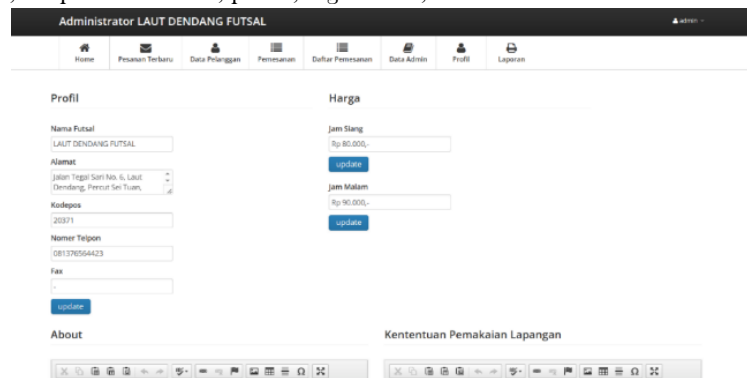 Administrator LAUT DENDANG FUTSAL
admin
Home
Pesanan Terbaru
Data Pelanggan
Pemesanan
Daftar Pemesanan
Data Admin
Profil
Laporan
Profil
Nama Futsal
LAUT DENDANG FUTSAL
Alamat
Jalan Tegal Sari No. 6, Laut
Dendang, Percut Sei Tuan,
Kodepos
20371
Nomer Telpon
081376564423
Fax
-
update
Harga
Jam Siang
Rp 80.000,-
update
Jam Malam
Rp 90.000,-
update
About
Kententuan Pemakaian Lapangan